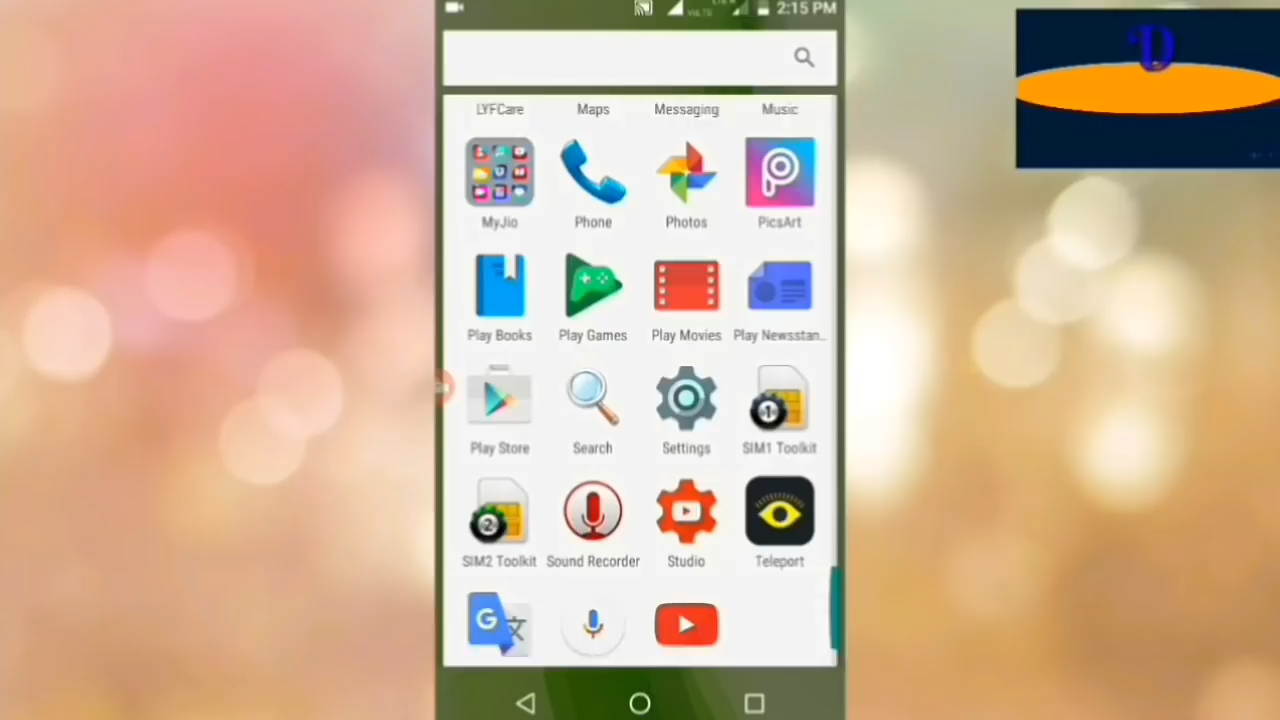 VoLTE 2:15 PM
D
LYFCare Maps Messaging Music
MyJio Phone Photos PicsArt
Play Books Play Games Play Movies Play Newsstan..
Play Store Search Settings SIM1 Toolkit
SIM2 Toolkit Sound Recorder Studio Teleport